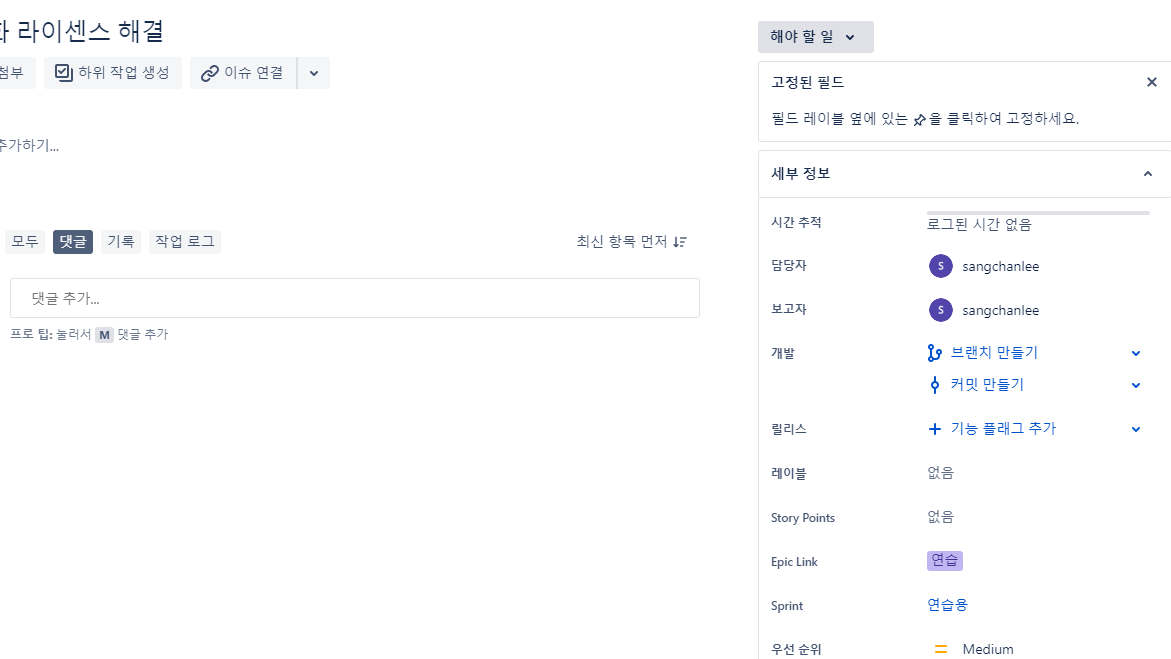 라이센스 해결
첨부
하위 작업 생성
이슈 연결
추가하기...
모두
댓글
기록
작업 로그
최신 항목 먼저
댓글 추가...
프로 팁: 눌러서 M 댓글 추가
해야 할 일
고정된 필드
필드 레이블 옆에 있는 을 클릭하여 고정하세요.
세부 정보
시간 추적
로그된 시간 없음
담당자
S sangchanlee
보고자
S sangchanlee
개발
브랜치 만들기
커밋 만들기
릴리스
기능 플래그 추가
레이블
없음
Story Points
없음
Epic Link
연습
Sprint
연습용
우선 순위
Medium